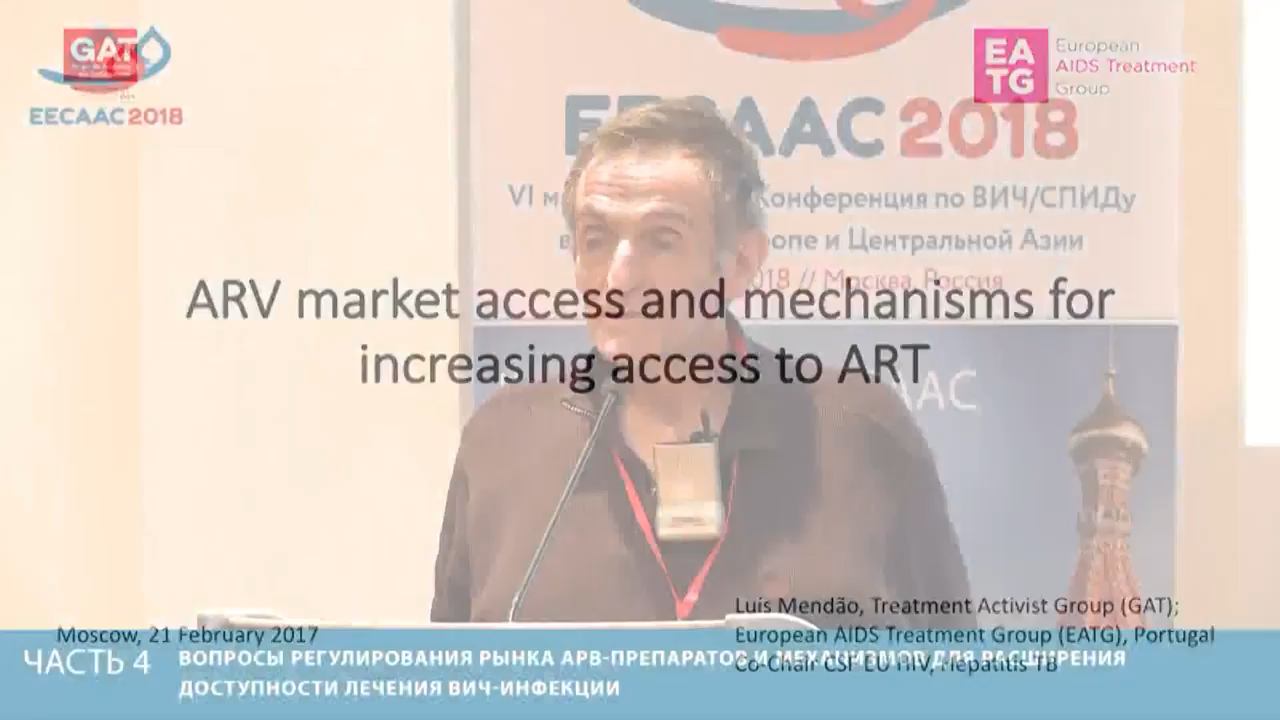 GAT
EECAAC 2018
EATG
European
AIDS Treatment
Group
EECAAC 2018
VI Конференция по ВИЧ/СПИДу
и Центральной Азии
2018 // Москва, Россия
ARV market access and mechanisms for
increasing access to ART
AAC
Luís Mendão, Treatment Activist Group (GAT);
Moscow, 21 February 2017
European AIDS Treatment Group (EATG), Portugal
Co-Chair CSF EU HIV, Hepatitis TB
ЧАСТЬ 4
ВОПРОСЫ РЕГУЛИРОВАНИЯ РЫНКА АРВ-ПРЕПАРАТОВ И МЕХАНИЗМОВ ДЛЯ РАСШИРЕНИЯ
ДОСТУПНОСТИ ЛЕЧЕНИЯ ВИЧ-ИНФЕКЦИИ